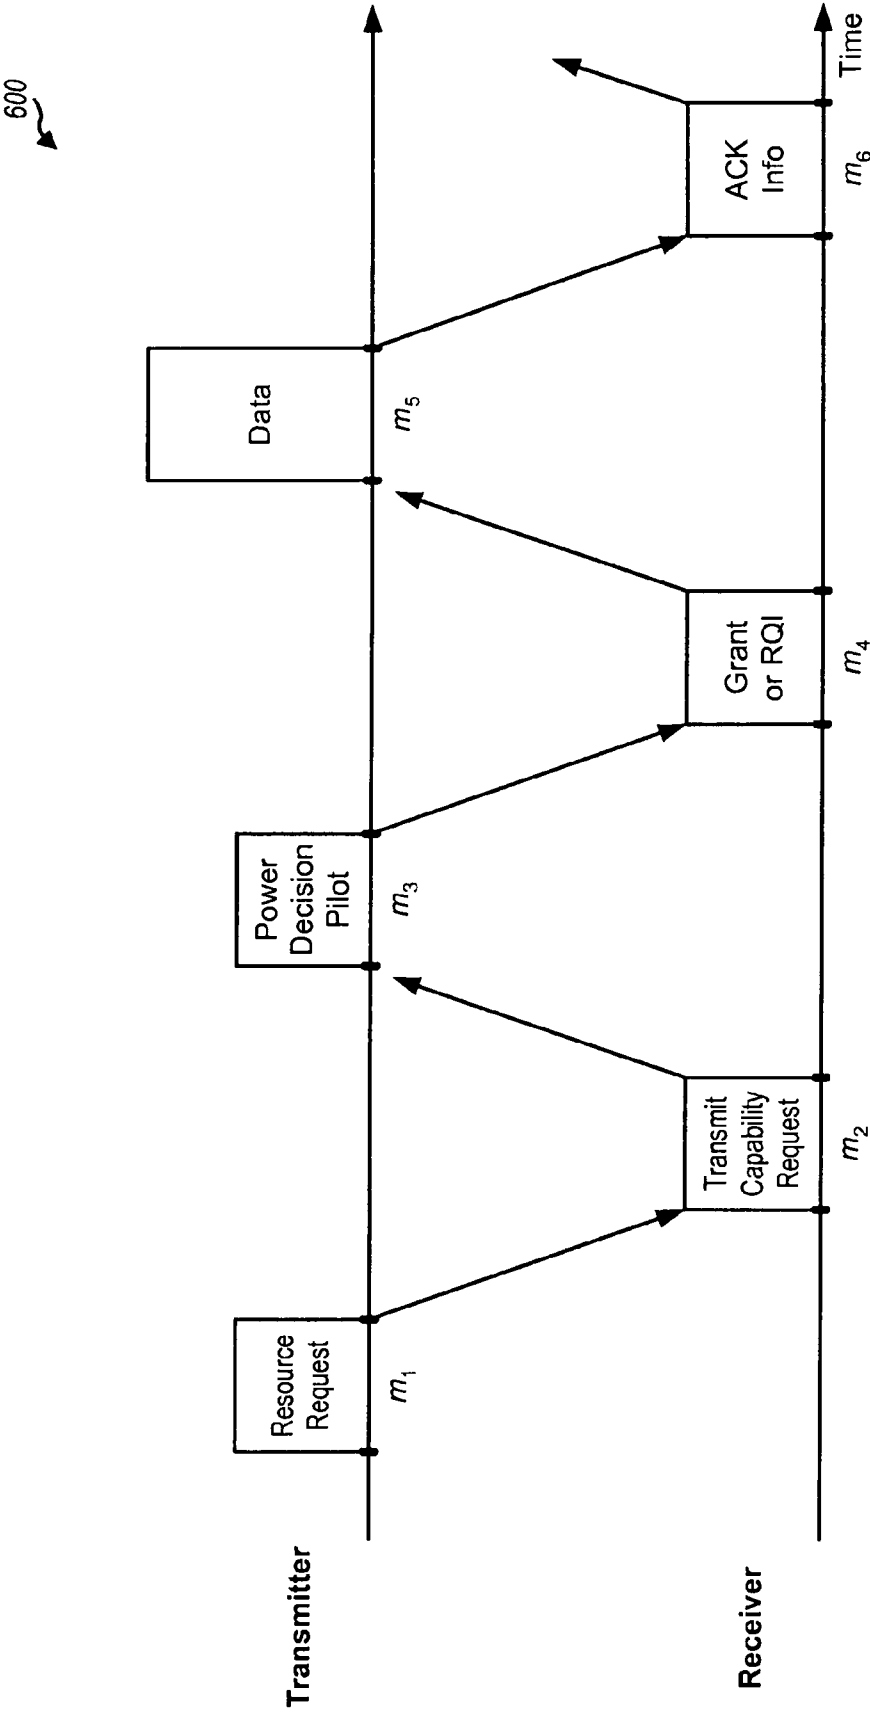 600
Transmitter
Resource
Request
m1
Power
Decision
Pilot
m3
Data
m5
Receiver
Transmit
Capability
Request
m2
Grant
or RQI
m4
ACK
Info
m6
Time